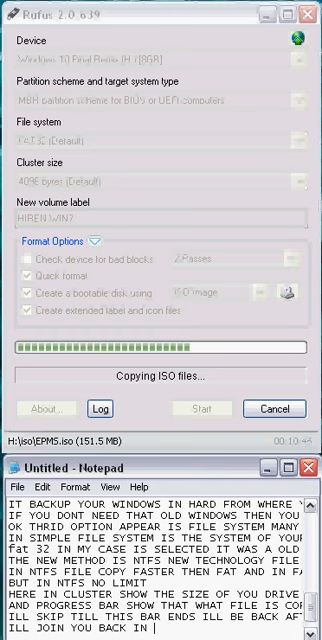 Rufus 2.0_639
Device
Windows 10 Final Remix (H:) [8GB]
Partition scheme and target system type
MBR partition scheme for BIOS or UEFI computers
File system
FAT32 (Default)
Cluster size
4096 bytes (Default)
New volume label
HIREN WIN7
Format Options
Check device for bad blocks
2 Passes
Quick format
Create a bootable disk using
ISO Image
Create extended label and icon files
Copying ISO files...
About...
Log
Start
Cancel
H:\iso\EPMS.iso (151.5 MB)
00:10:46
Untitled - Notepad
File Edit Format View Help
IT BACKUP YOUR WINDOWS IN HARD FROM WHERE
IF YOU DONT NEED THAT OLD WINDOWS THEN YOU
OK THRID OPTION APPEAR IS FILE SYSTEM MANY
IN SIMPLE FILE SYSTEM IS THE SYSTEM OF YOUR
fat 32 IN MY CASE IS SELECTED IT WAS A OLD
THE NEW METHOD IS NTFS NEW TECHNOLOGY FILE
IN NTFS FILE COPY FASTER THEN FAT AND IN
BUT IN NTFS NO LIMIT
HERE IN CLUSTER SHOW THE SIZE OF YOU DRIVE
AND PROGRESS BAR SHOW THAT WHAT FILE IS
ILL SKIP TILL THIS BAR ENDS ILL BE BACK
ILL JOIN YOU BACK IN